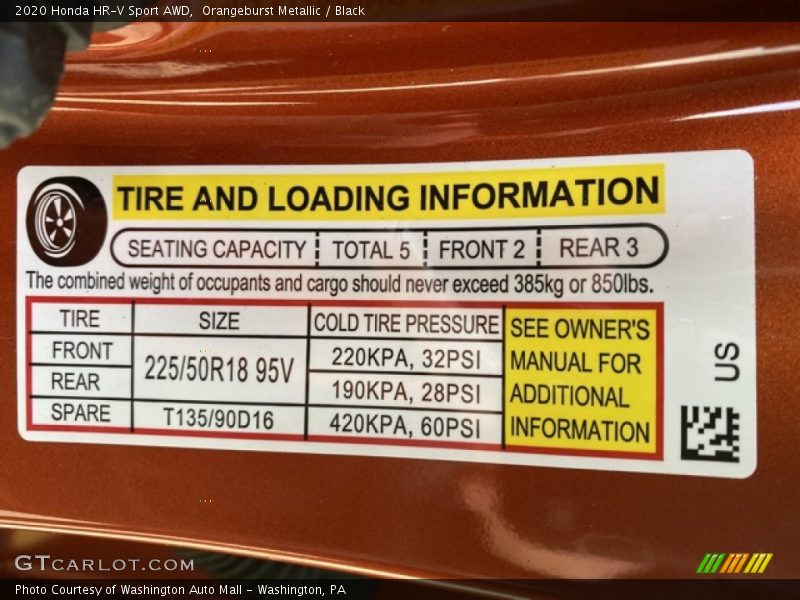 2020 Honda HR-V Sport AWD, Orangeburst Metallic / Black
TIRE AND LOADING INFORMATION
SEATING CAPACITY TOTAL 5 FRONT 2 REAR 3
The combined weight of occupants and cargo should never exceed 385kg or 850lbs.
TIRE SIZE COLD TIRE PRESSURE
FRONT 225/50R18 95V 220KPA, 32PSI
REAR 190KPA, 28PSI
SPARE T135/90D16 420KPA, 60PSI
SEE OWNER'S
MANUAL FOR
ADDITIONAL
INFORMATION
US
GTCARLOT.COM
Photo Courtesy of Washington Auto Mall - Washington, PA